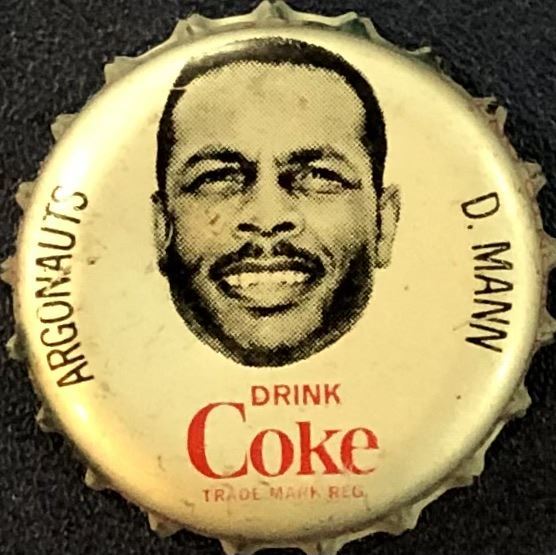 ARGONAUTS
D. MANN
DRINK
Coke
TRADE MARK REG.